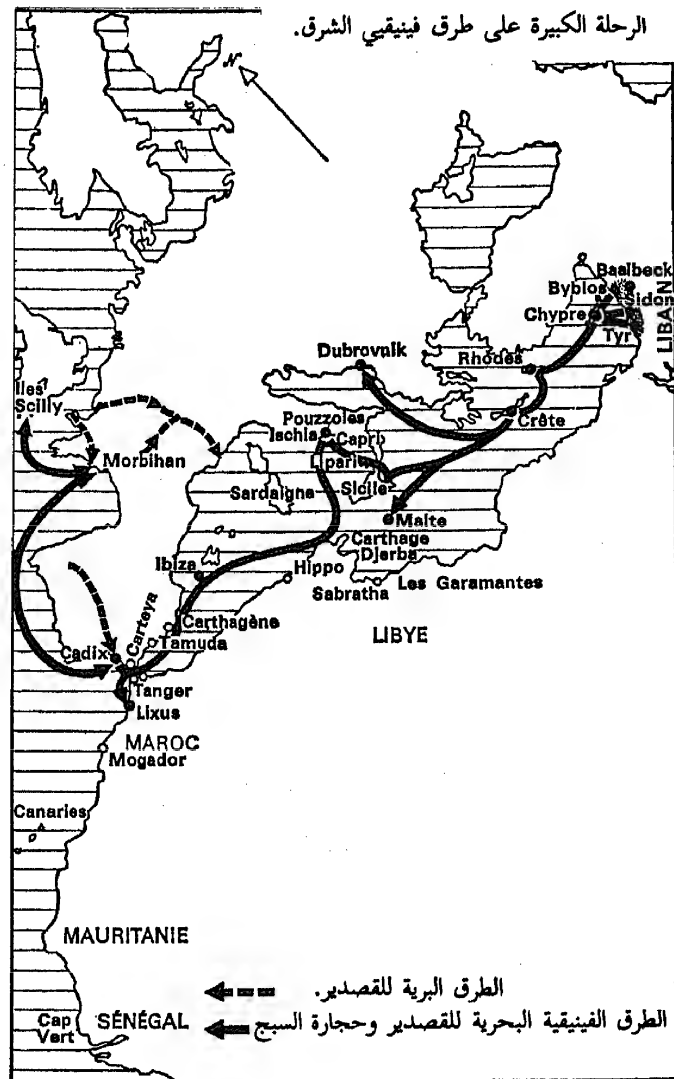 الرحلة الكبيرة على طرق فينيقيي الشرق.
N
Baalbeck
Byblos
Sidon
Chypre
Tyr
LIBAN
Dubrovnik
Rhodes
Iles
Scilly
Crête
Pouzzoles
Ischia
Capri
Morbihan
Lipari
Sardaigna
Sicile
Malte
Carthage
Djerba
Ibiza
Hippo
Sabratha
Les Garamantes
Carteya
Carthagène
LIBYE
Tamuda
Cadix
Tanger
Lixus
MAROC
Mogador
Canaries
MAURITANIE
الطرق البرية للقصدير.
Cap
Vert
SÉNÉGAL
الطرق الفينيقية البحرية للقصدير وحجارة السبج